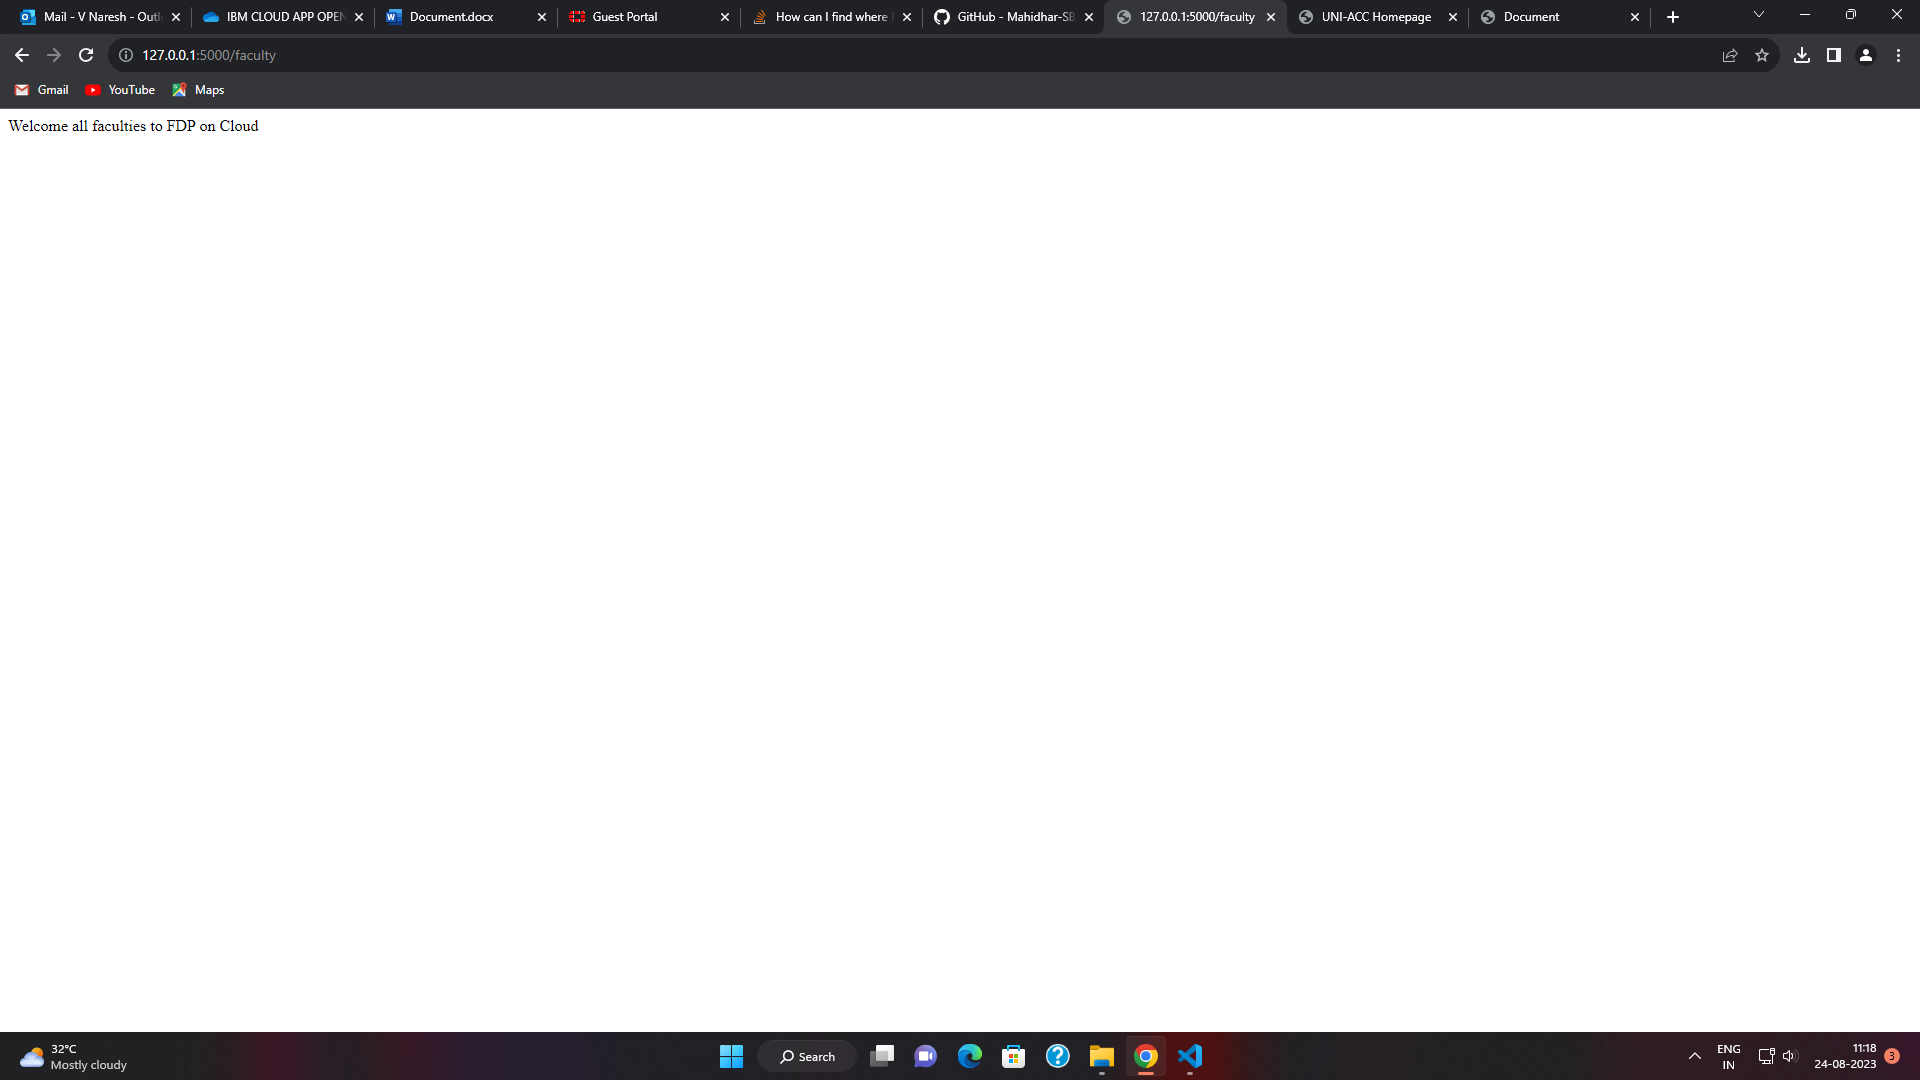 Mail - V Naresh - Outl
IBM CLOUD APP OPEN
Document.docx
Guest Portal
How can I find where
GitHub - Mahidhar-SB
127.0.0.1:5000/faculty
UNI-ACC Homepage
Document
127.0.0.1:5000/faculty
Gmail
YouTube
Maps
Welcome all faculties to FDP on Cloud
32°C
Mostly cloudy
Search
ENG
IN
11:18
24-08-2023
3